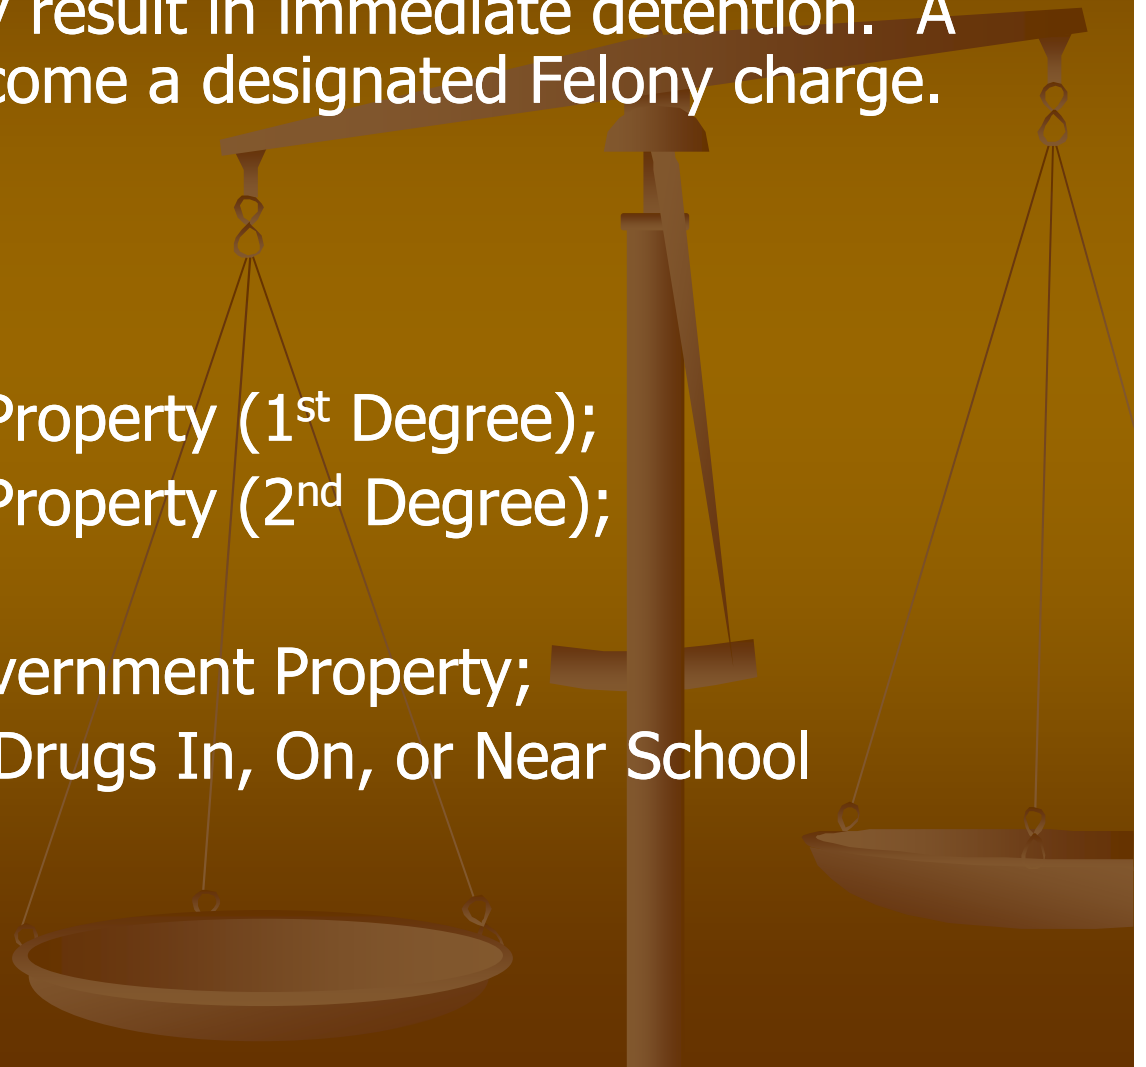 result in immediate detention. A
come a designated Felony charge.
Property (1st Degree);
Property (2nd Degree);
vernment Property;
Drugs In, On, or Near School